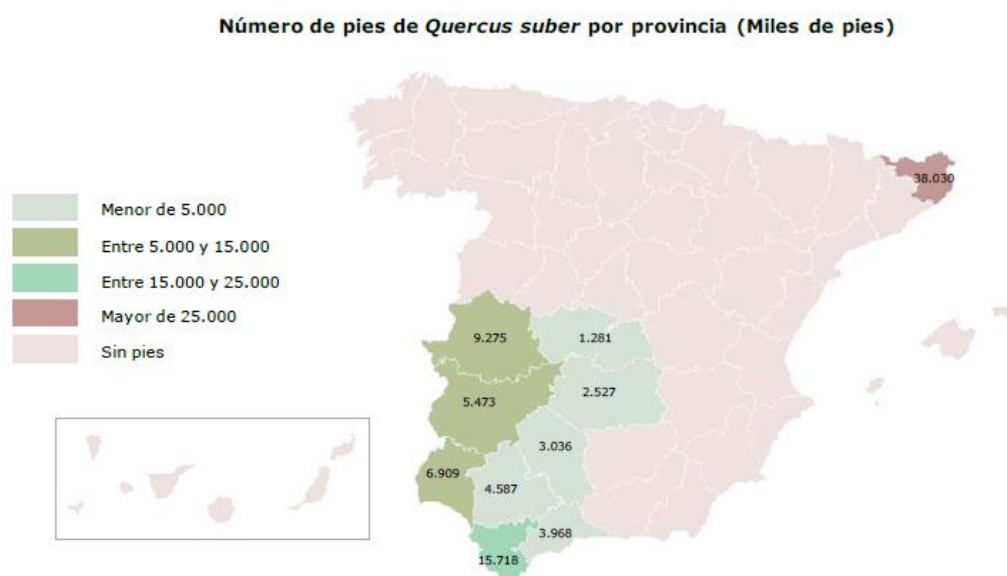 Número de pies de Quercus suber por provincia (Miles de pies)
38.030
Menor de 5.000
Entre 5.000 y 15.000
Entre 15.000 y 25.000
Mayor de 25.000
Sin pies
9.275
1.281
5.473
2.527
3.036
6.909
4.587
3.968
15.718